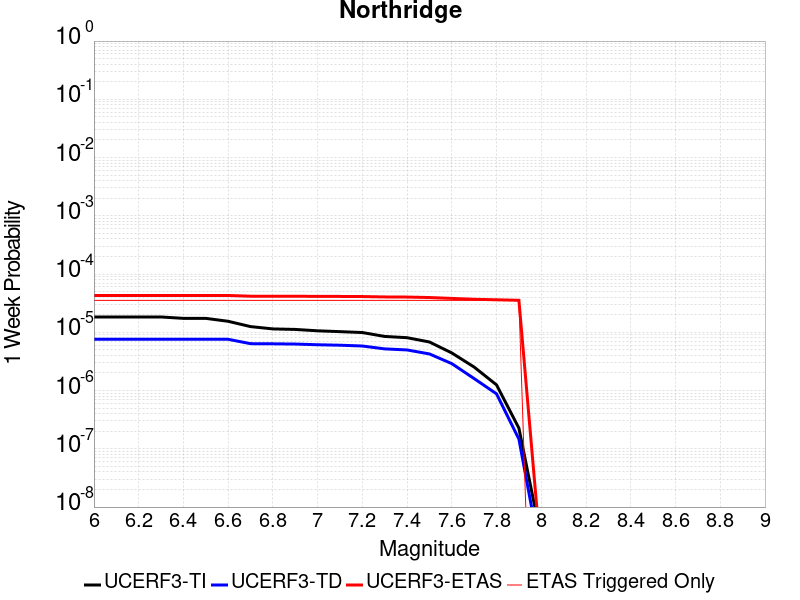 Northridge
10^0
10^-1
10^-2
10^-3
10^-4
10^-5
10^-6
10^-7
10^-8
1 Week Probability
6 6.2 6.4 6.6 6.8 7 7.2 7.4 7.6 7.8 8 8.2 8.4 8.6 8.8 9
Magnitude
UCERF3-TI UCERF3-TD UCERF3-ETAS ETAS Triggered Only